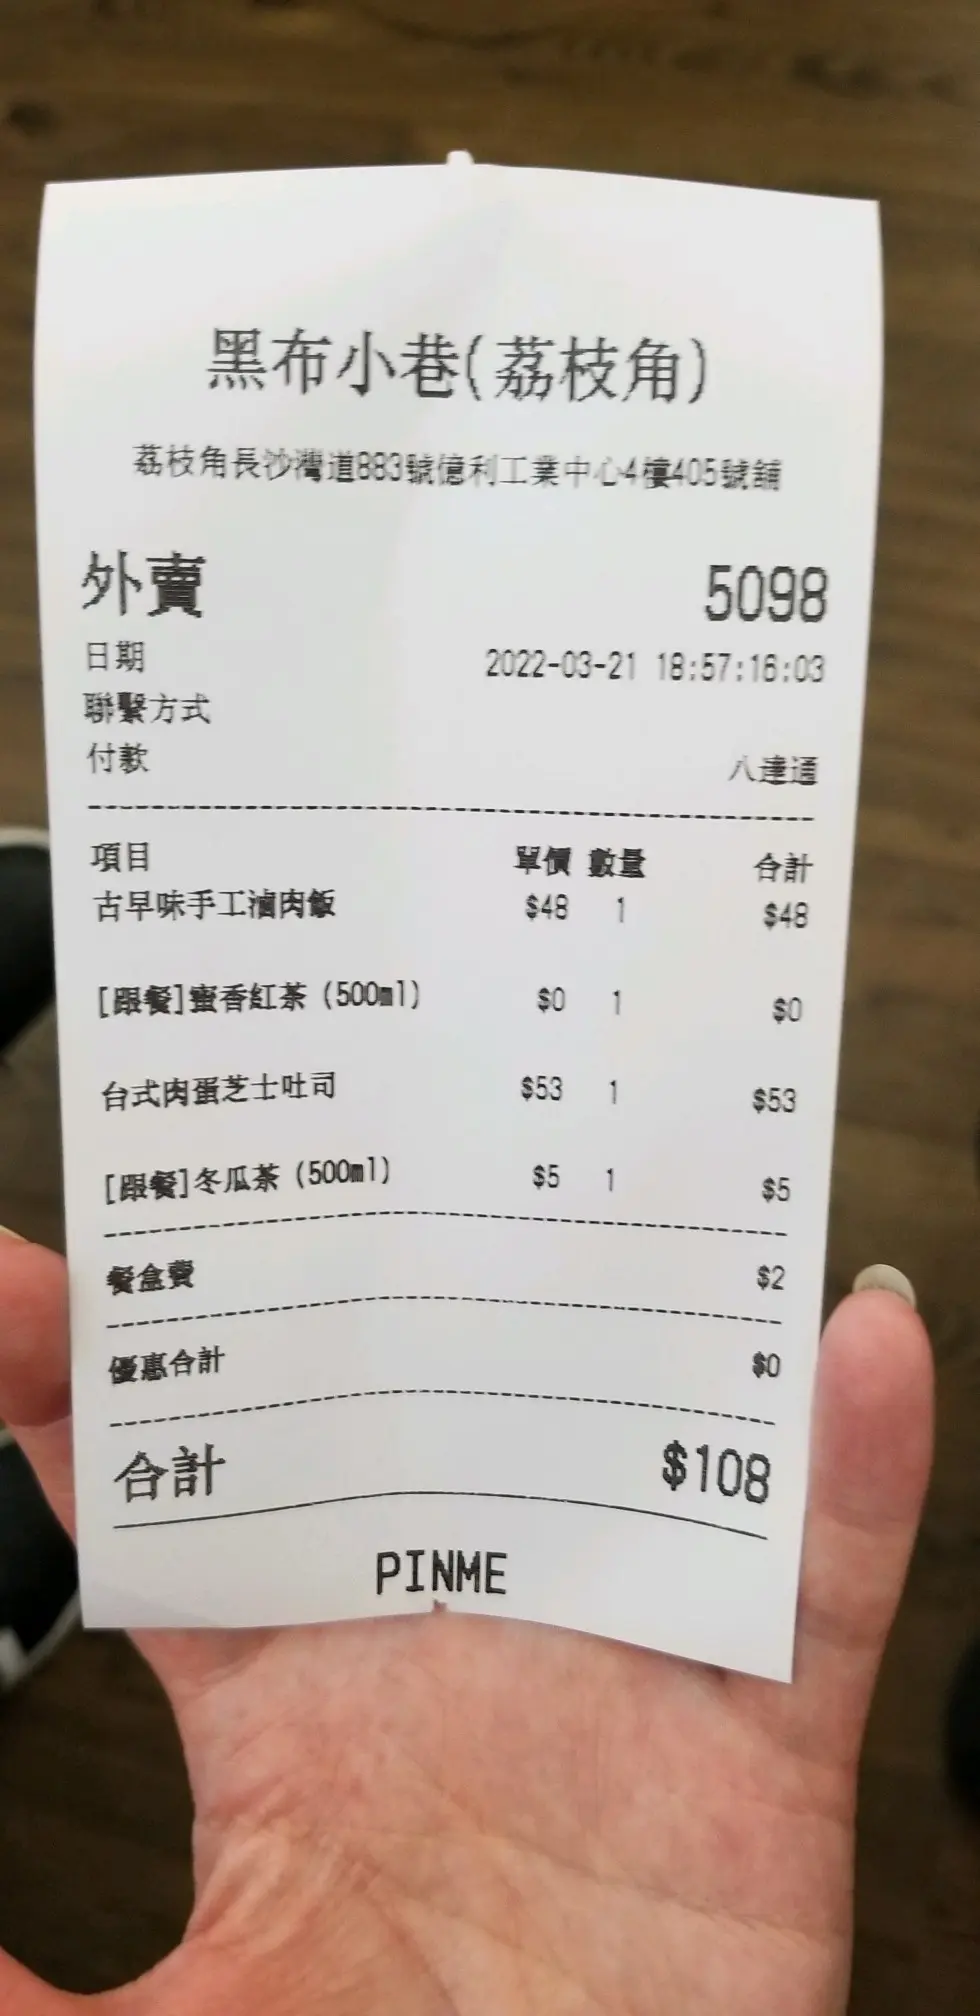 黑布小巷(荔枝角)
荔枝角長沙灣道883號億利工業中心4樓405號舖
外賣 5098
日期 2022-03-21 18:57:16:03
聯繫方式
付款 八達通
項目 單價 數量 合計
古早味手工滷肉飯 $48 1 $48
[跟餐]蜜香紅茶 (500ml) $0 1 $0
台式肉蛋芝士吐司 $53 1 $53
[跟餐]冬瓜茶 (500ml) $5 1 $5
餐盒費 $2
優惠合計 $0
合計 $108
PINME